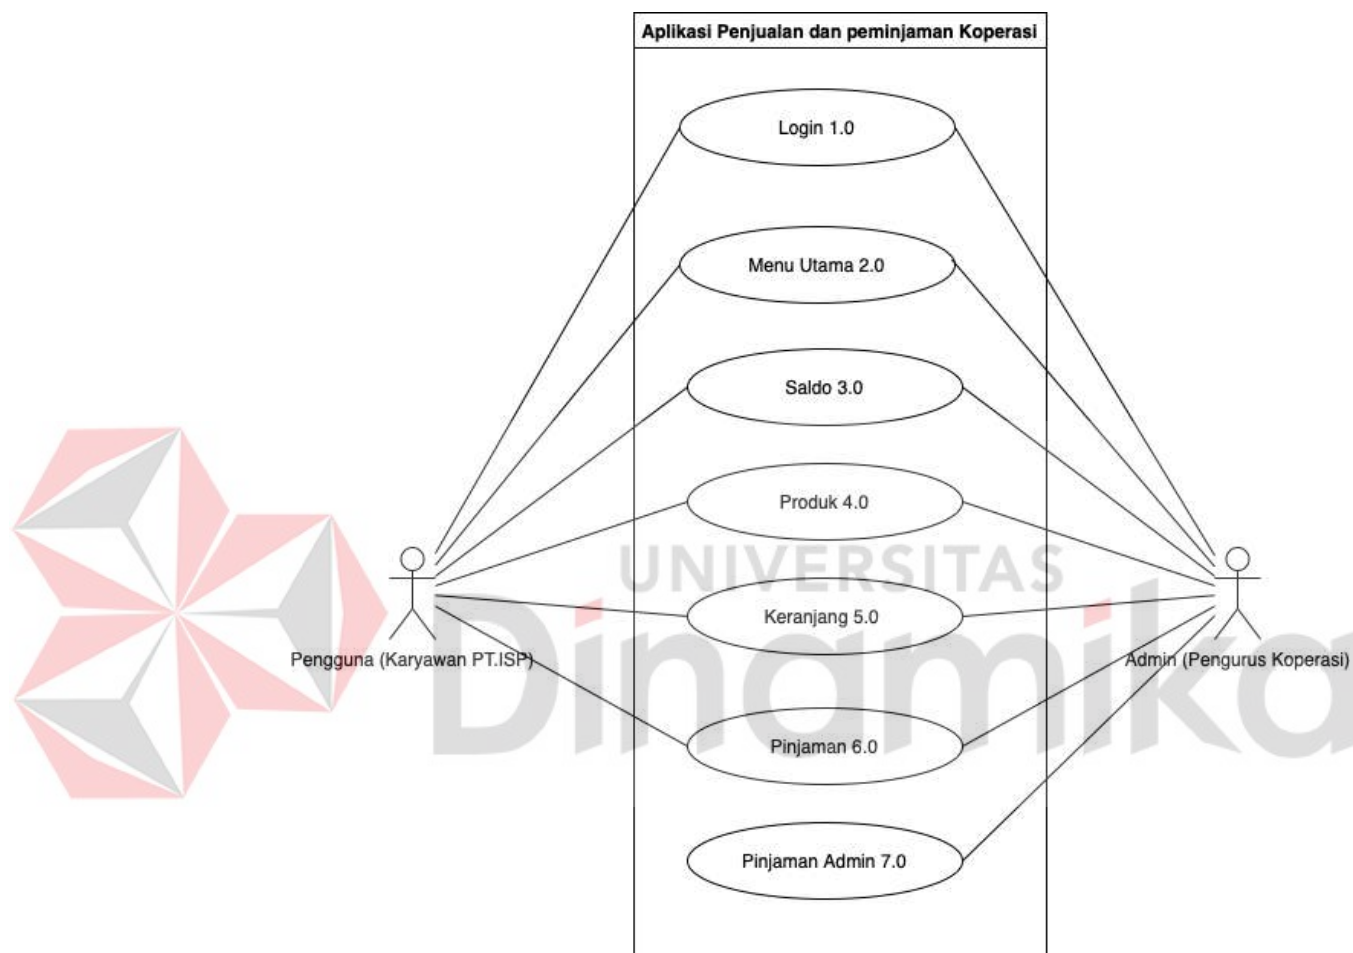 Aplikasi Penjualan dan peminjaman Koperasi
Login 1.0
Menu Utama 2.0
Saldo 3.0
Produk 4.0
UNIVERSITAS
Dinamika
Keranjang 5.0
Pengguna (Karyawan PT.ISP)
Admin (Pengurus Koperasi)
Pinjaman 6.0
Pinjaman Admin 7.0